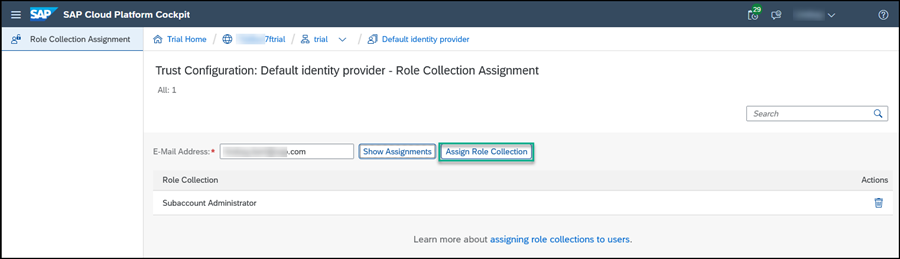 SAP SAP Cloud Platform Cockpit 29
Role Collection Assignment
Trial Home / 7ftrial / trial / Default identity provider
Trust Configuration: Default identity provider - Role Collection Assignment
All: 1
Search
E-Mail Address:* .com Show Assignments Assign Role Collection
Role Collection Actions
Subaccount Administrator
Learn more about assigning role collections to users.